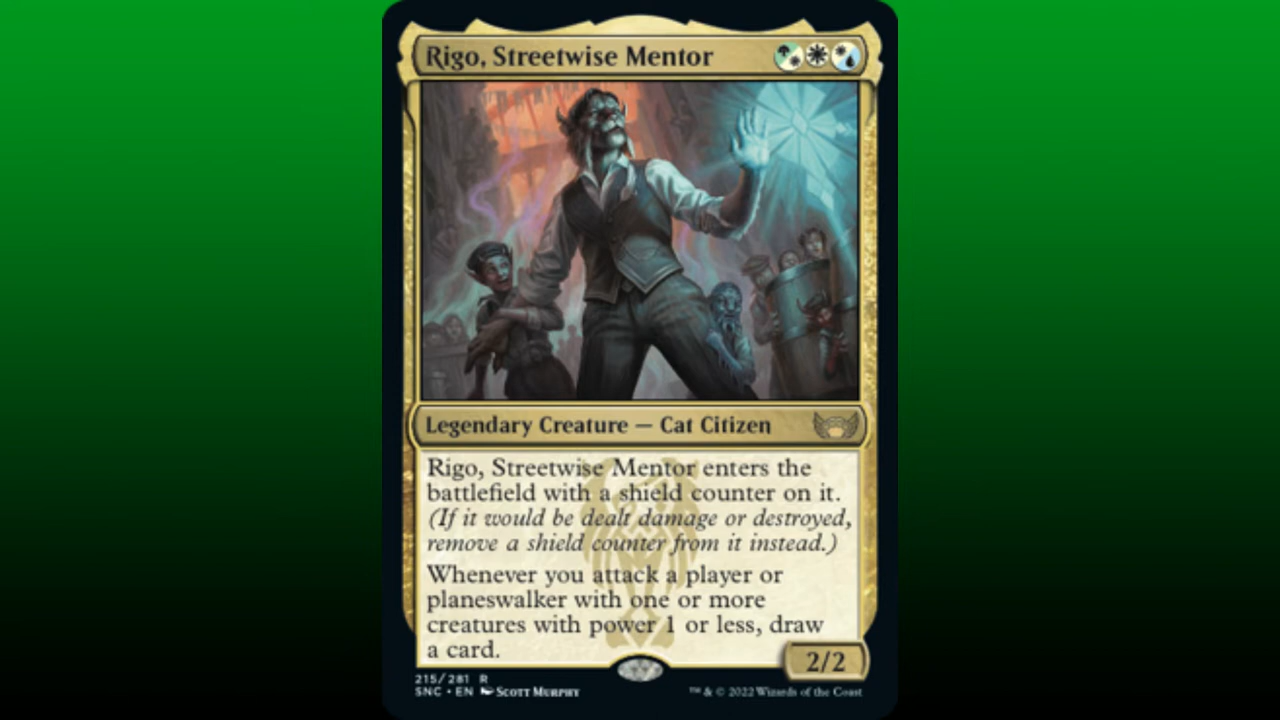 Rigo, Streetwise Mentor
Legendary Creature — Cat Citizen
Rigo, Streetwise Mentor enters the
battlefield with a shield counter on it.
(If it would be dealt damage or destroyed,
remove a shield counter from it instead.)
Whenever you attack a player or
planeswalker with one or more
creatures with power 1 or less, draw
a card.
2/2
215/281 R
SNC • EN Scott Murphy
™ & © 2022 Wizards of the Coast